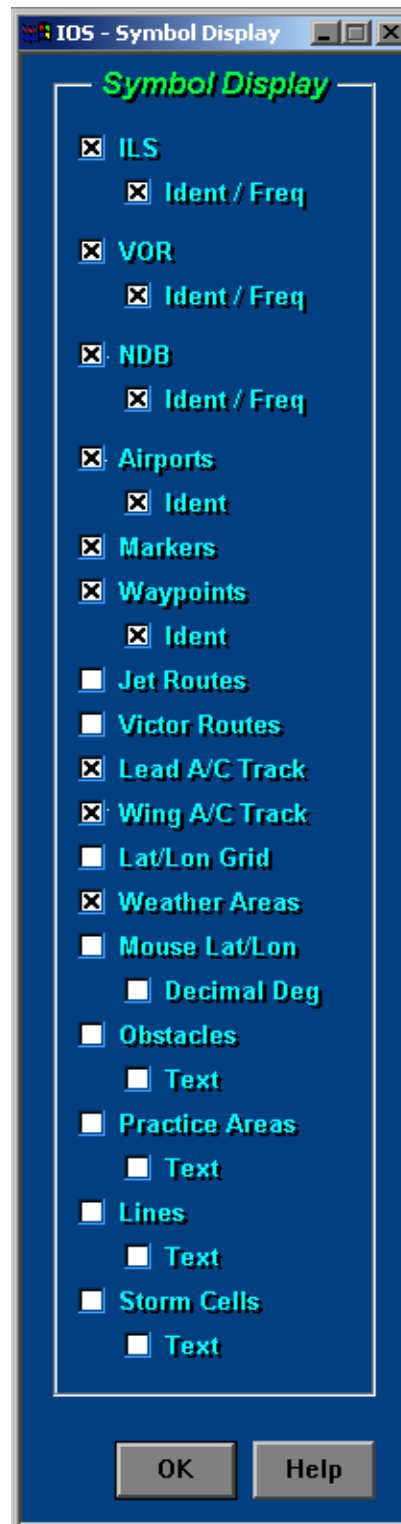 IOS - Symbol Display
Symbol Display
ILS
Ident / Freq
VOR
Ident / Freq
NDB
Ident / Freq
Airports
Ident
Markers
Waypoints
Ident
Jet Routes
Victor Routes
Lead A/C Track
Wing A/C Track
Lat/Lon Grid
Weather Areas
Mouse Lat/Lon
Decimal Deg
Obstacles
Text
Practice Areas
Text
Lines
Text
Storm Cells
Text
OK Help